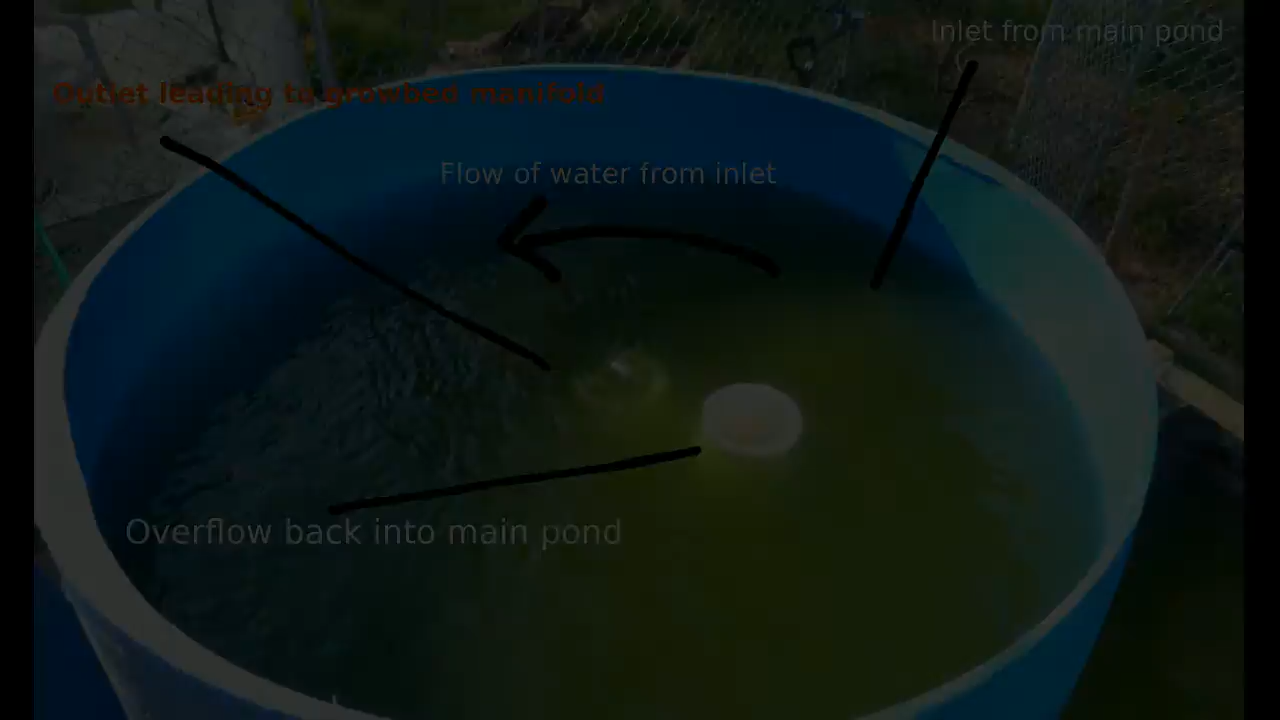 Inlet from main pond
Outlet leading to growbed manifold
Flow of water from inlet
Overflow back into main pond